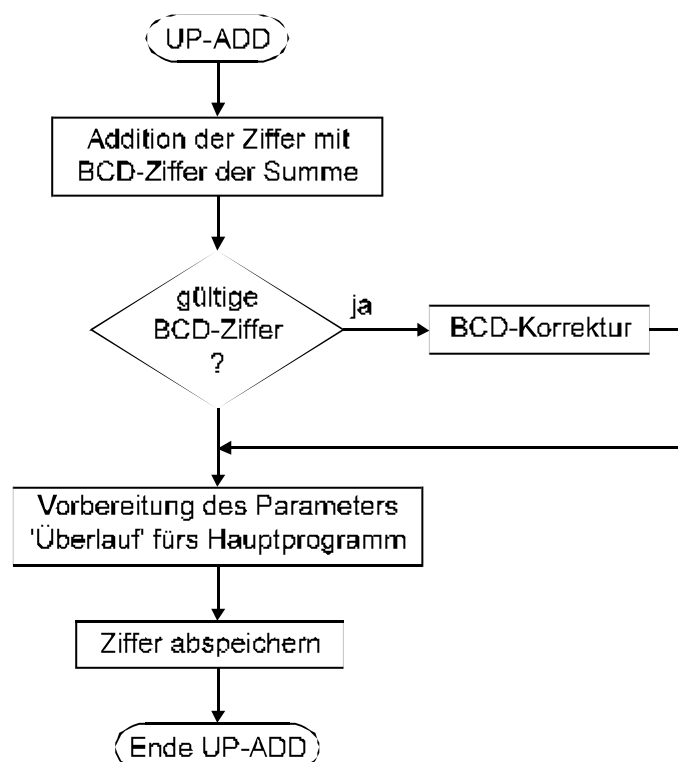 UP-ADD
Addition der Ziffer mit
BCD-Ziffer der Summe
gültige
BCD-Ziffer
?
ja
BCD-Korrektur
Vorbereitung des Parameters
'Überlauf' fürs Hauptprogramm
Ziffer abspeichern
Ende UP-ADD